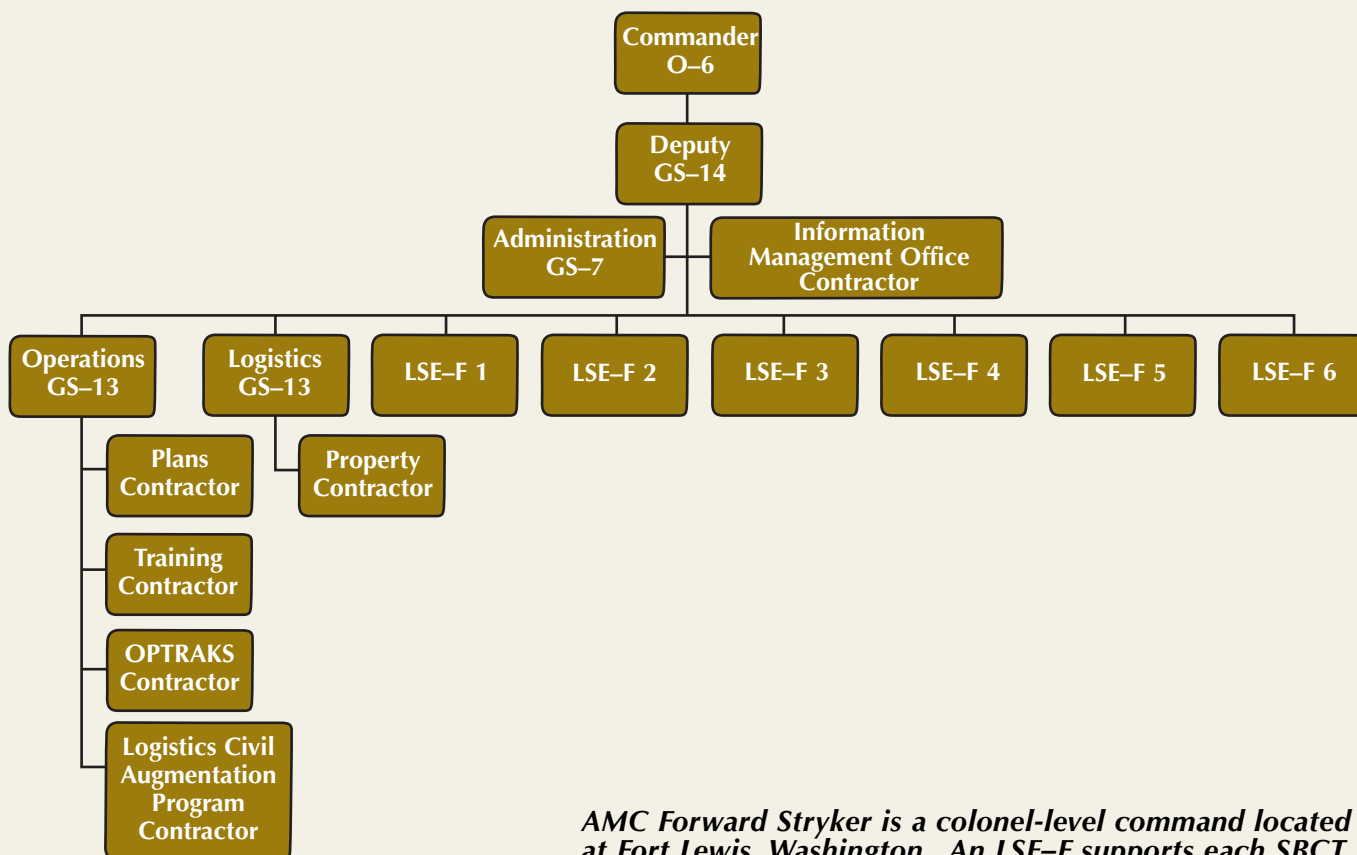 Commander
O–6
Deputy
GS–14
Administration
GS–7
Information
Management Office
Contractor
Operations
GS–13
Logistics
GS–13
LSE–F 1
LSE–F 2
LSE–F 3
LSE–F 4
LSE–F 5
LSE–F 6
Plans
Contractor
Property
Contractor
Training
Contractor
OPTRAKS
Contractor
Logistics Civil
Augmentation
Program
Contractor
AMC Forward Stryker is a colonel-level command located
at Fort Lewis, Washington. An LSE–F supports each SBCT.